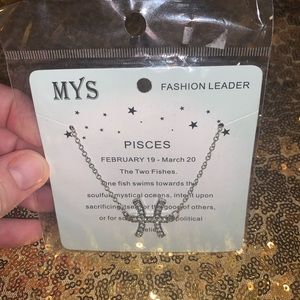 MYS
FASHION LEADER
PISCES
FEBRUARY 19 - March 20
The Two Fishes.
One fish swims towards the
soulful mystical oceans, intent upon
sacrificing itself for the good of others,
or for political